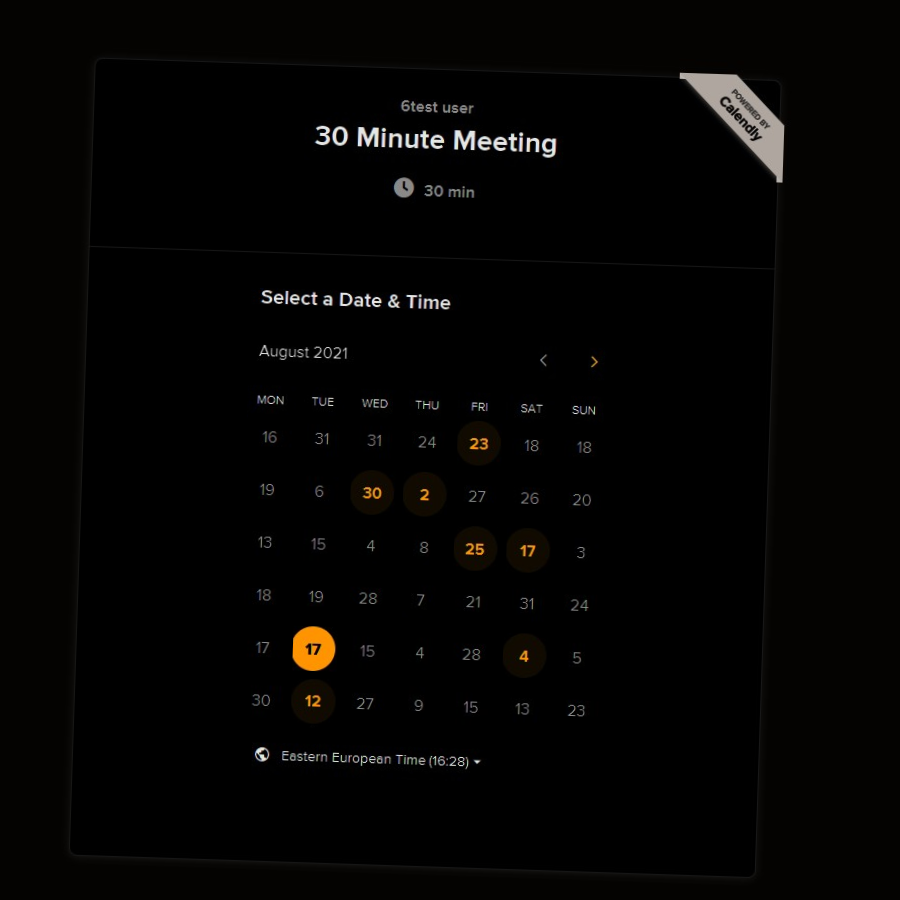 6test user
POWERED BY
Calendly
30 Minute Meeting
30 min
Select a Date & Time
August 2021
MON TUE WED THU FRI SAT SUN
16 31 31 24 23 18 18
19 6 30 2 27 26 20
13 15 4 8 25 17 3
18 19 28 7 21 31 24
17 17 15 4 28 4 5
30 12 27 9 15 13 23
Eastern European Time (16:28)